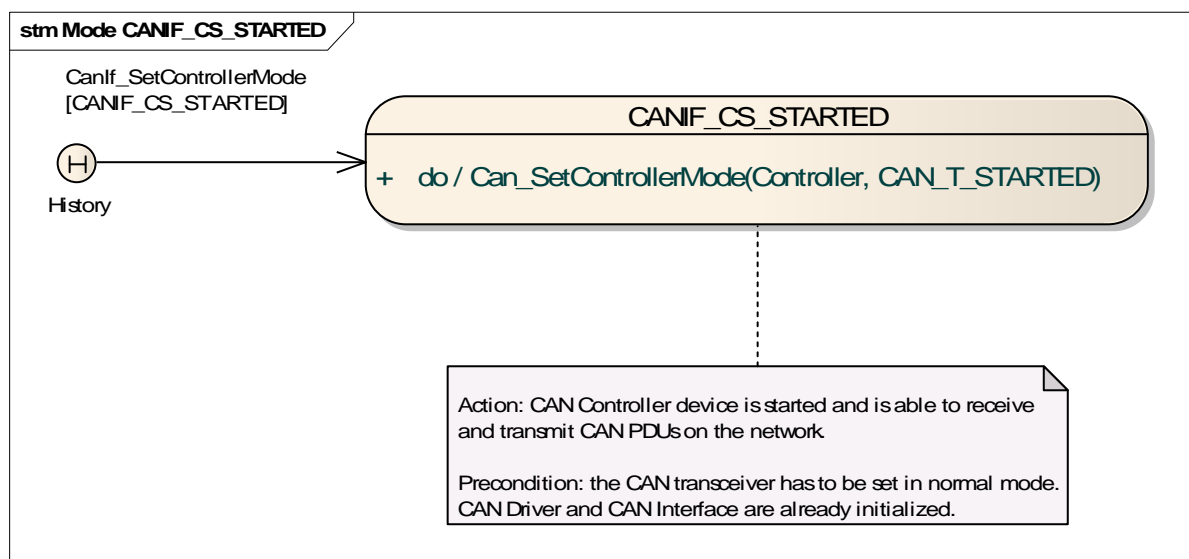 stm Mode CANIF_CS_STARTED
CanIf_SetControllerMode
[CANIF_CS_STARTED]
H
History
CANIF_CS_STARTED
+ do / Can_SetControllerMode(Controller, CAN_T_STARTED)
Action: CAN Controller device is started and is able to receive
and transmit CAN PDUs on the network.
Precondition: the CAN transceiver has to be set in normal mode.
CAN Driver and CAN Interface are already initialized.